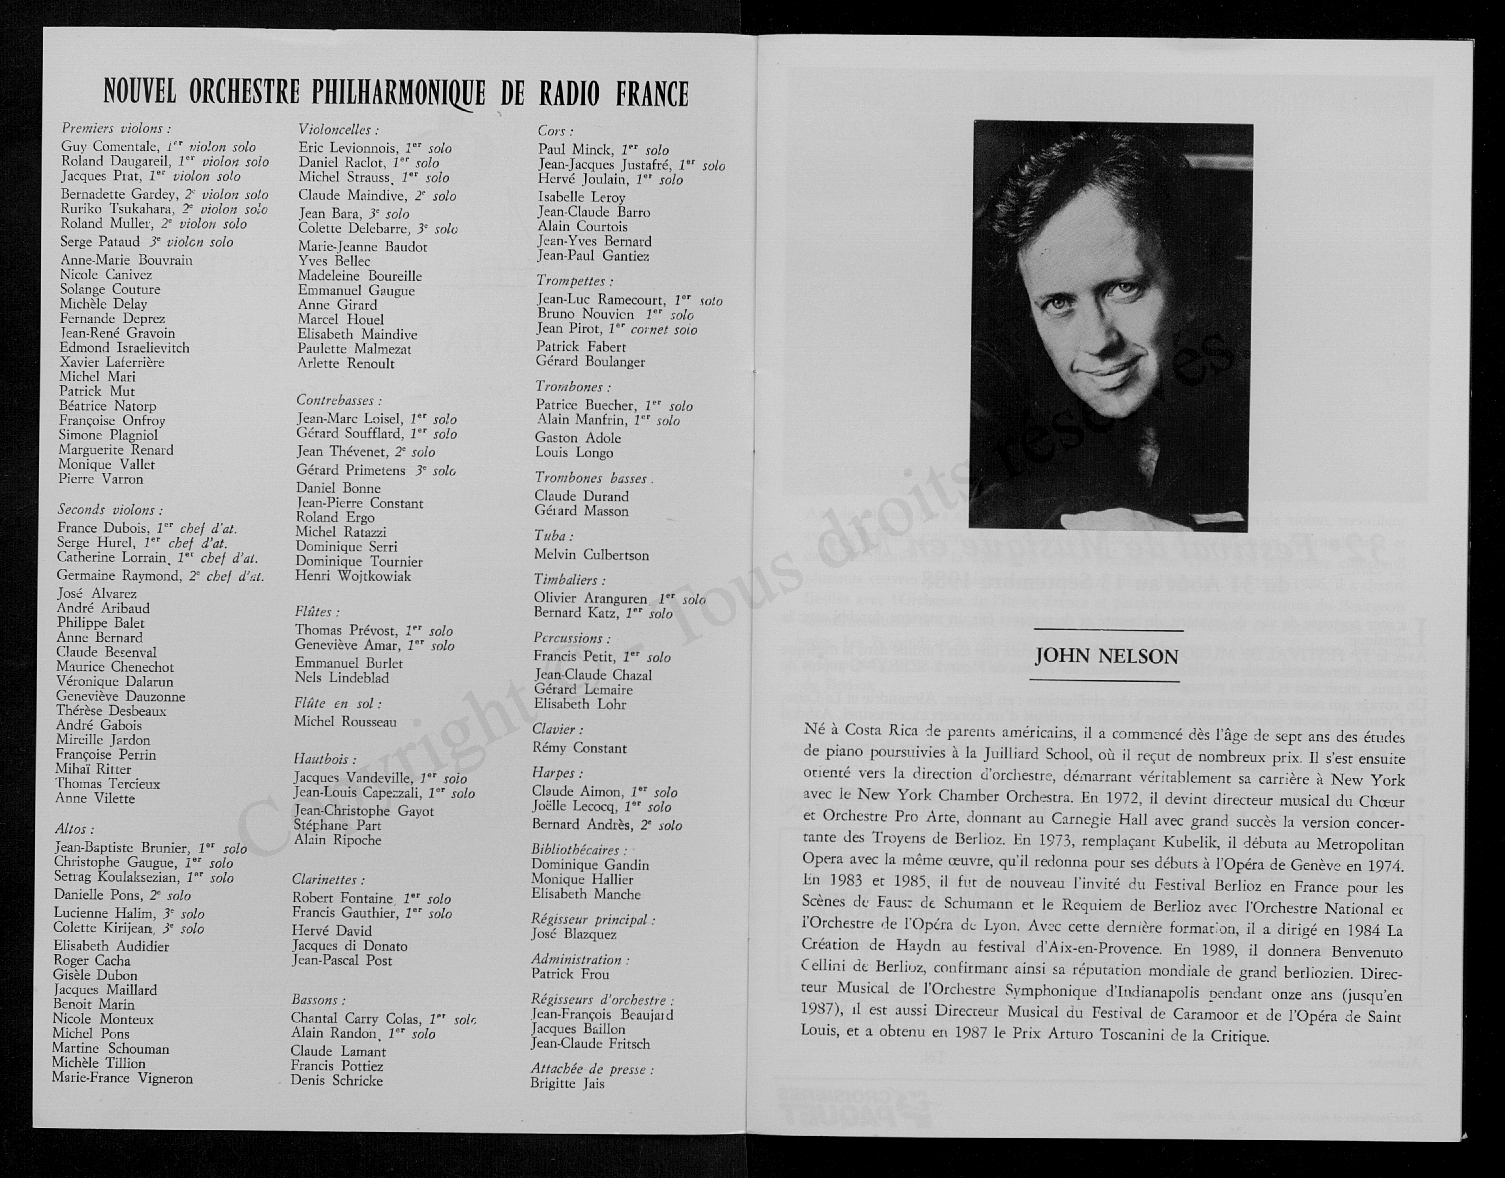 NOUVEL ORCHESTRE PHILHARMONIQUE DE RADIO FRANCE
Premiers violons :
Guy Comentale, 1er violon solo
Roland Daugareil, 1er violon solo
Jacques Prat, 1er violon solo
Bernadette Gardey, 2e violon solo
Ruriko Tsukahara, 2e violon solo
Roland Muller, 2e violon solo
Serge Pataud 3e violon solo
Anne-Marie Bouvrain
Nicole Canivez
Solange Couture
Michèle Delay
Fernande Deprez
Jean-René Gravoin
Edmond Israelievitch
Xavier Laferrière
Michel Mari
Patrick Mut
Béatrice Natorp
Françoise Onfroy
Simone Plagniol
Marguerite Renard
Monique Vallet
Pierre Varron
Seconds violons :
France Dubois, 1er chef d'at.
Serge Hurel, 1er chef d'at.
Catherine Lorrain, 1er chef d'at.
Germaine Raymond, 2e chef d'at.
José Alvarez
André Aribaud
Philippe Balet
Anne Bernard
Claude Besenval
Maurice Chenechot
Véronique Dalarun
Geneviève Dauzonne
Thérèse Desbeaux
André Gabois
Mireille Jardon
Françoise Perrin
Mihaï Ritter
Thomas Tercieux
Anne Vilette
Altos :
Jean-Baptiste Brunier, 1er solo
Christophe Gaugue, 1er solo
Setrag Koulaksezian, 1er solo
Danielle Pons, 2e solo
Lucienne Halim, 3e solo
Colette Kirijean, 3e solo
Elisabeth Audidier
Roger Cacha
Gisèle Dubon
Jacques Maillard
Benoit Marin
Nicole Monteux
Michel Pons
Martine Schouman
Michèle Tillion
Marie-France Vigneron
Violoncelles :
Eric Levionnois, 1er solo
Daniel Raclot, 1er solo
Michel Strauss, 1er solo
Claude Maindive, 2e solo
Jean Bara, 3e solo
Colette Delebarre, 3e solo
Marie-Jeanne Baudot
Yves Bellec
Madeleine Boureille
Emmanuel Gaugue
Anne Girard
Marcel Houel
Elisabeth Maindive
Paulette Malmezat
Arlette Renoult
Contrebasses :
Jean-Marc Loisel, 1er solo
Gérard Soufflard, 1er solo
Jean Thévenet, 2e solo
Gérard Primetens 3e solo
Daniel Bonne
Jean-Pierre Constant
Roland Ergo
Michel Ratazzi
Dominique Serri
Dominique Tournier
Henri Wojtkowiak
Flûtes :
Thomas Prévost, 1er solo
Geneviève Amar, 1er solo
Emmanuel Burlet
Nels Lindeblad
Flûte en sol :
Michel Rousseau
Hautbois :
Jacques Vandeville, 1er solo
Jean-Louis Capezzali, 1er solo
Jean-Christophe Gayot
Stéphane Part
Alain Ripoche
Clarinettes :
Robert Fontaine, 1er solo
Francis Gauthier, 1er solo
Hervé David
Jacques di Donato
Jean-Pascal Post
Bassons :
Chantal Carry Colas, 1er solo
Alain Randon, 1er solo
Claude Lamant
Francis Pottiez
Denis Schricke
Cors :
Paul Minck, 1er solo
Jean-Jacques Justafré, 1er solo
Hervé Joulain, 1er solo
Isabelle Leroy
Jean-Claude Barro
Alain Courtois
Jean-Yves Bernard
Jean-Paul Gantiez
Trompettes :
Jean-Luc Ramecourt, 1er solo
Bruno Nouvion 1er solo
Jean Pirot, 1er cornet solo
Patrick Fabert
Gérard Boulanger
Trombones :
Patrice Buecher, 1er solo
Alain Manfrin, 1er solo
Gaston Adole
Louis Longo
Trombones basses .
Claude Durand
Gérard Masson
Tuba :
Melvin Culbertson
Timbaliers :
Olivier Aranguren 1er solo
Bernard Katz, 1er solo
Percussions :
Francis Petit, 1er solo
Jean-Claude Chazal
Gérard Lemaire
Elisabeth Lohr
Clavier :
Rémy Constant
Harpes :
Claude Aimon, 1er solo
Joëlle Lecocq, 1er solo
Bernard Andrès, 2e solo
Bibliothécaires :
Dominique Gandin
Monique Hallier
Elisabeth Manche
Régisseur principal :
José Blazquez
Administration :
Patrick Frou
Régisseurs d'orchestre :
Jean-François Beaujard
Jacques Baillon
Jean-Claude Fritsch
Attachée de presse :
Brigitte Jais
JOHN NELSON
Né à Costa Rica de parents américains, il a commencé dès l'âge de sept ans des études
de piano poursuivies à la Juilliard School, où il reçut de nombreux prix. Il s'est ensuite
orienté vers la direction d'orchestre, démarrant véritablement sa carrière à New York
avec le New York Chamber Orchestra. En 1972, il devint directeur musical du Chœur
et Orchestre Pro Arte, donnant au Carnegie Hall avec grand succès la version concer-
tante des Troyens de Berlioz. En 1973, remplaçant Kubelik, il débuta au Metropolitan
Opera avec la même œuvre, qu'il redonna pour ses débuts à l'Opéra de Genève en 1974.
En 1983 et 1985, il fut de nouveau l'invité du Festival Berlioz en France pour les
Scènes de Faust de Schumann et le Requiem de Berlioz avec l'Orchestre National et
l'Orchestre de l'Opéra de Lyon. Avec cette dernière formation, il a dirigé en 1984 La
Création de Haydn au festival d'Aix-en-Provence. En 1989, il donnera Benvenuto
Cellini de Berlioz, confirmant ainsi sa réputation mondiale de grand berliozien. Direc-
teur Musical de l'Orchestre Symphonique d'Indianapolis pendant onze ans (jusqu'en
1987), il est aussi Directeur Musical du Festival de Caramoor et de l'Opéra de Saint
Louis, et a obtenu en 1987 le Prix Arturo Toscanini de la Critique.
Copyright © Tous droits reservés